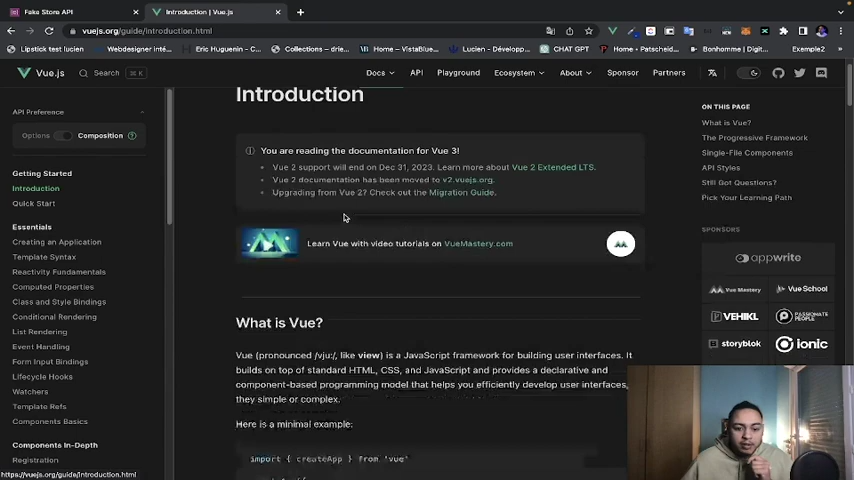 Fake Store API
Introduction | Vue.js
vuejs.org/guide/introduction.html
Lipstick test lucien
Webdesigner intéf...
Eric Huguenin - C...
Collections – drie...
Home – VistaBlue...
Lucien - Développ...
CHAT GPT
Home - Patscheid...
Bonhomme | Digit...
Exemple2
Vue.js
Search
⌘ K
Docs
API
Playground
Ecosystem
About
Sponsor
Partners
API Preference
Options
Composition
Getting Started
Introduction
Quick Start
Essentials
Creating an Application
Template Syntax
Reactivity Fundamentals
Computed Properties
Class and Style Bindings
Conditional Rendering
List Rendering
Event Handling
Form Input Bindings
Lifecycle Hooks
Watchers
Template Refs
Components Basics
Components In-Depth
Registration
https://vuejs.org/guide/introduction.html
Introduction
You are reading the documentation for Vue 3!
• Vue 2 support will end on Dec 31, 2023. Learn more about Vue 2 Extended LTS.
• Vue 2 documentation has been moved to v2.vuejs.org.
• Upgrading from Vue 2? Check out the Migration Guide.
Learn Vue with video tutorials on VueMastery.com
What is Vue?
Vue (pronounced /vjuː/, like view) is a JavaScript framework for building user interfaces. It
builds on top of standard HTML, CSS, and JavaScript and provides a declarative and
component-based programming model that helps you efficiently develop user interfaces,
they simple or complex.
Here is a minimal example:
import { createApp } from 'vue'
ON THIS PAGE
What is Vue?
The Progressive Framework
Single-File Components
API Styles
Still Got Questions?
Pick Your Learning Path
SPONSORS
appwrite
Vue Mastery
Vue School
VEHIKL
PASSIONATE PEOPLE
storyblok
ionic